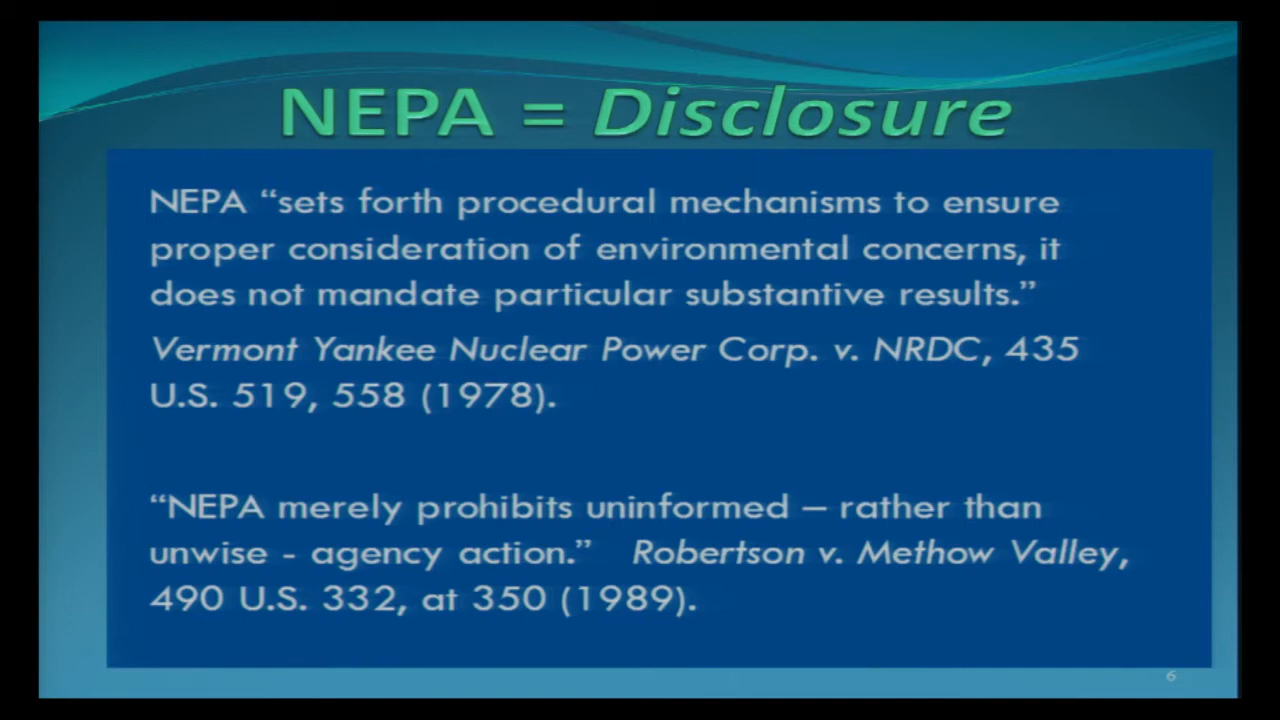 NEPA = Disclosure
NEPA “sets forth procedural mechanisms to ensure
proper consideration of environmental concerns, it
does not mandate particular substantive results.”
Vermont Yankee Nuclear Power Corp. v. NRDC, 435
U.S. 519, 558 (1978).
“NEPA merely prohibits uninformed – rather than
unwise - agency action.” Robertson v. Methow Valley,
490 U.S. 332, at 350 (1989).
6